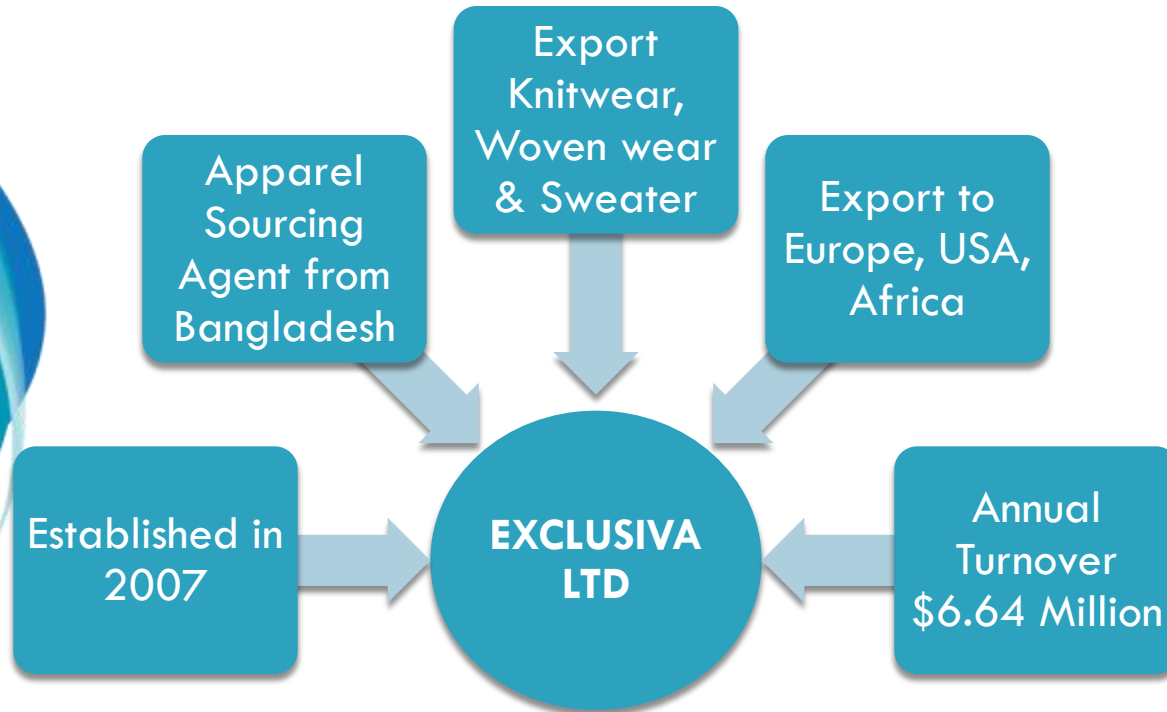 Export
Knitwear,
Woven wear
& Sweater
Apparel
Sourcing
Agent from
Bangladesh
Export to
Europe, USA,
Africa
Established in
2007
EXCLUSIVA
LTD
Annual
Turnover
$6.64 Million